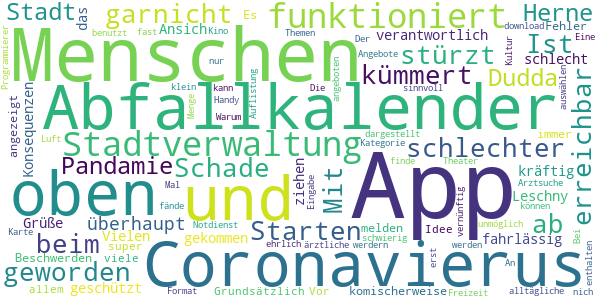 Stadt
das
garnicht
Es
Ansich
fast
Kino
benutzt
Programmierer
funktioniert
Themen
Der
Angebote
nur
download
Eine
Fehler
Herne
Kultur
Menschen
verantwortlich
stürzt
Ist
schlecht
sinnvoll
auswählen
kümmert
Dudda
klein
kann
Handy
Warum
Menge
Auflistung
Die
angeboten
Konsequenzen
angezeigt
Abfallkalender
erreichbar
Stadtverwaltung
dargestellt
Kategorie
immer
schlechter
Luft
Pandamie
Schade
ziehen
Mit
finde
Theater
Arztsuche
kräftig
Mal
fände
Eingabe
Leschny
können
oben
und
App
ab
Grüße
überhaupt
Starten
melden
schwierig
Idee
vernünftig
unmöglich
Bei
beim
Karte
Vielen
super
gekommen
Notdienst
ehrlich
ärztliche
werdern
erst
werden
An
fahrlässig
enthalten
Beschwerden
viele
geworden
Coronavierus
allem
geschützt
Format
Grundsätzlich
Vor
komischerweise
Freizeit
alltägliche
nich